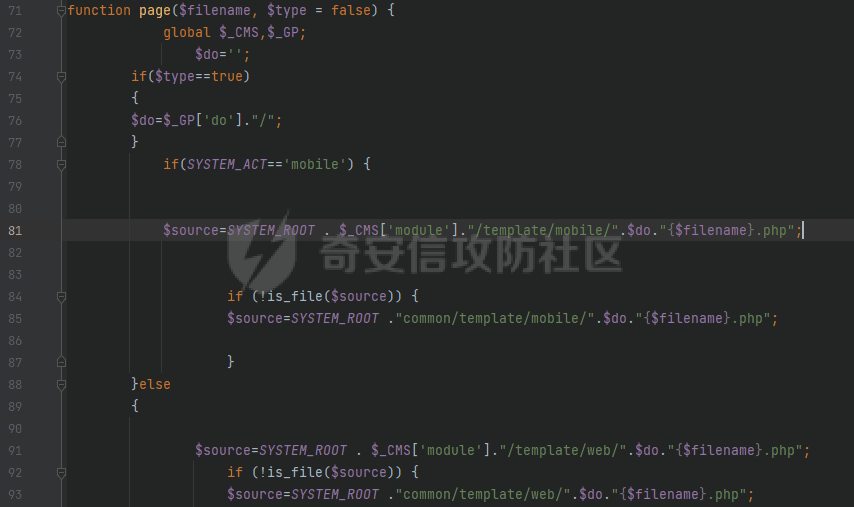 71 function page($filename, $type = false) {
72 global $_CMS,$_GP;
73 $do='';
74 if($type==true)
75 {
76 $do=$_GP['do']."/";
77 }
78 if(SYSTEM_ACT=='mobile') {
79
80
81 $source=SYSTEM_ROOT . $_CMS['module']."/template/mobile/".$do."{$filename}.php";
82
奇安信攻防社区
83
84 if (!is_file($source)) {
85 $source=SYSTEM_ROOT ."common/template/mobile/".$do."{$filename}.php";
86
87 }
88 }else
89 {
90
91 $source=SYSTEM_ROOT . $_CMS['module']."/template/web/".$do."{$filename}.php";
92 if (!is_file($source)) {
93 $source=SYSTEM_ROOT ."common/template/web/".$do."{$filename}.php";